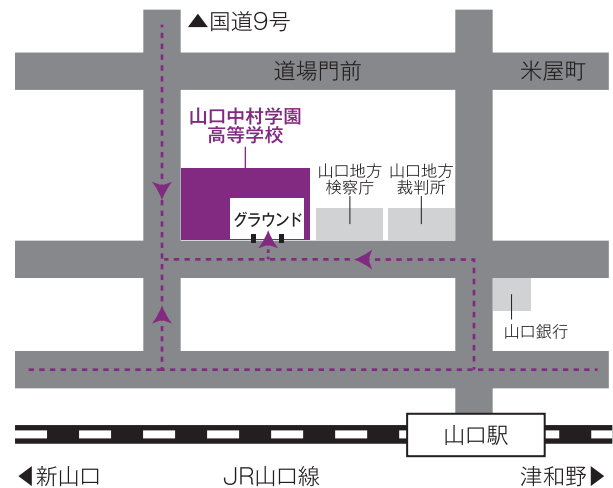 ▲国道9号
道場門前
米屋町
山口中村学園
高等学校
山口地方
検察庁
山口地方
裁判所
グラウンド
山口銀行
山口駅
◀新山口
JR山口線
津和野▶